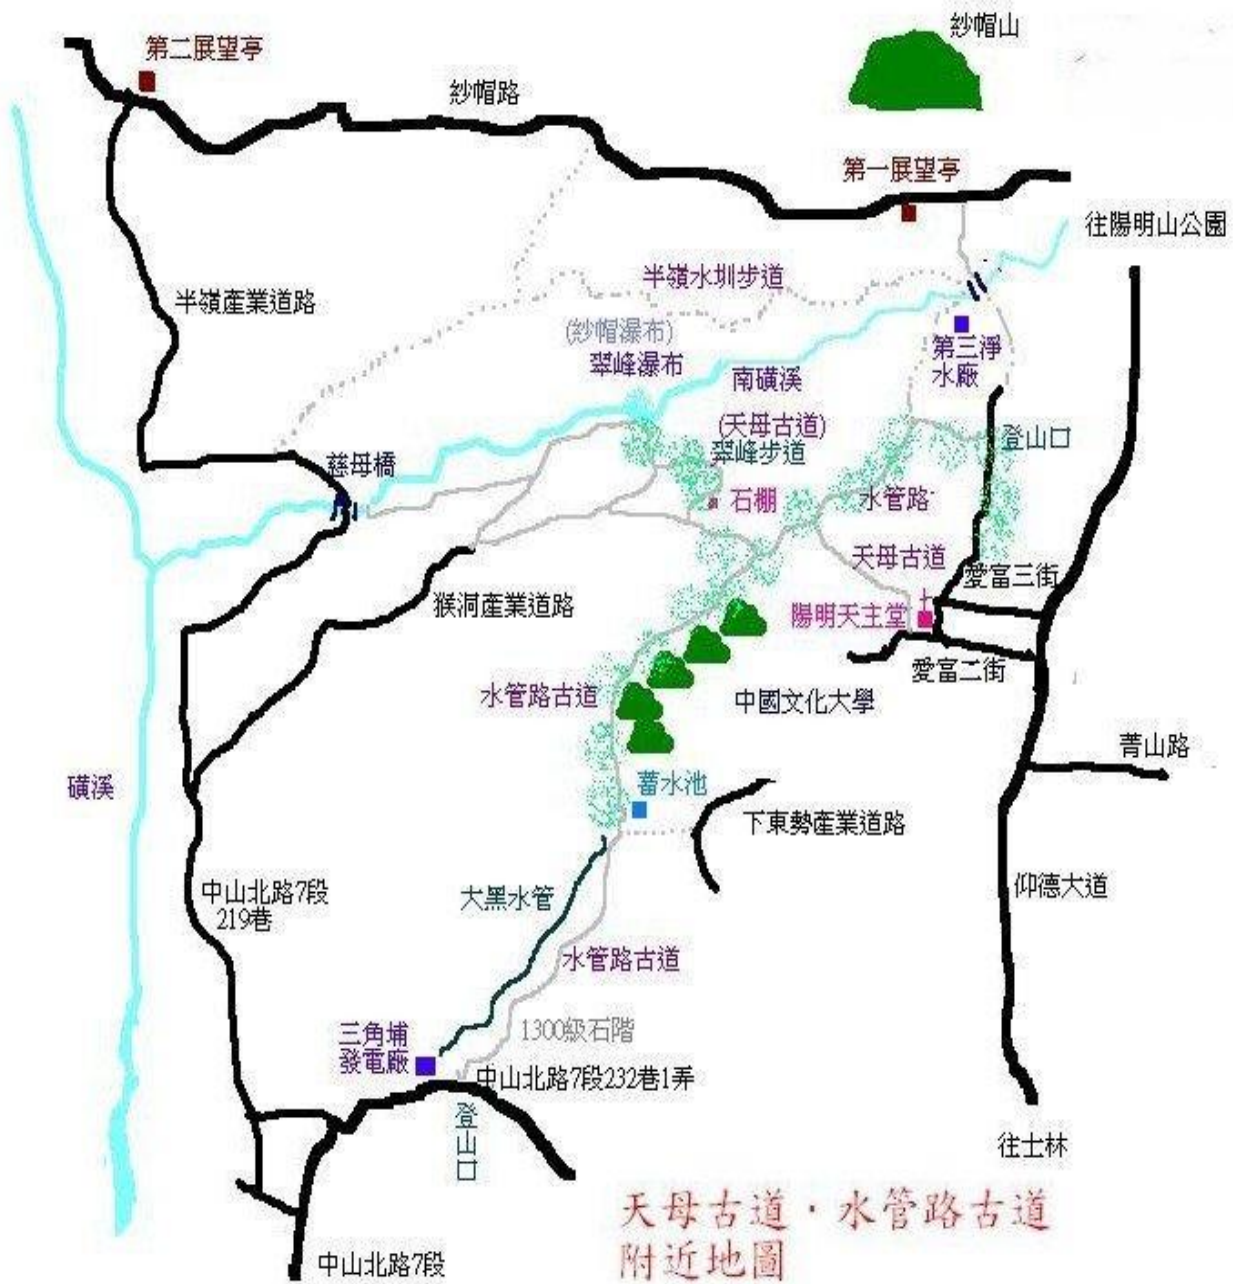 紗帽山
第二展望亭
紗帽路
第一展望亭
往陽明山公園
半嶺水圳步道
半嶺產業道路
(紗帽瀑布)
翠峰瀑布
第三淨
水廠
南磺溪
(天母古道)
翠峰步道
登山口
慈母橋
石棚
水管路
天母古道
愛富三街
猴洞產業道路
陽明天主堂
愛富二街
水管路古道
中國文化大學
菁山路
磺溪
蓄水池
下東勢產業道路
中山北路7段
219巷
大黑水管
仰德大道
水管路古道
三角埔
發電廠
1300級石階
中山北路7段232巷1弄
登山口
往士林
天母古道·水管路古道
附近地圖
中山北路7段